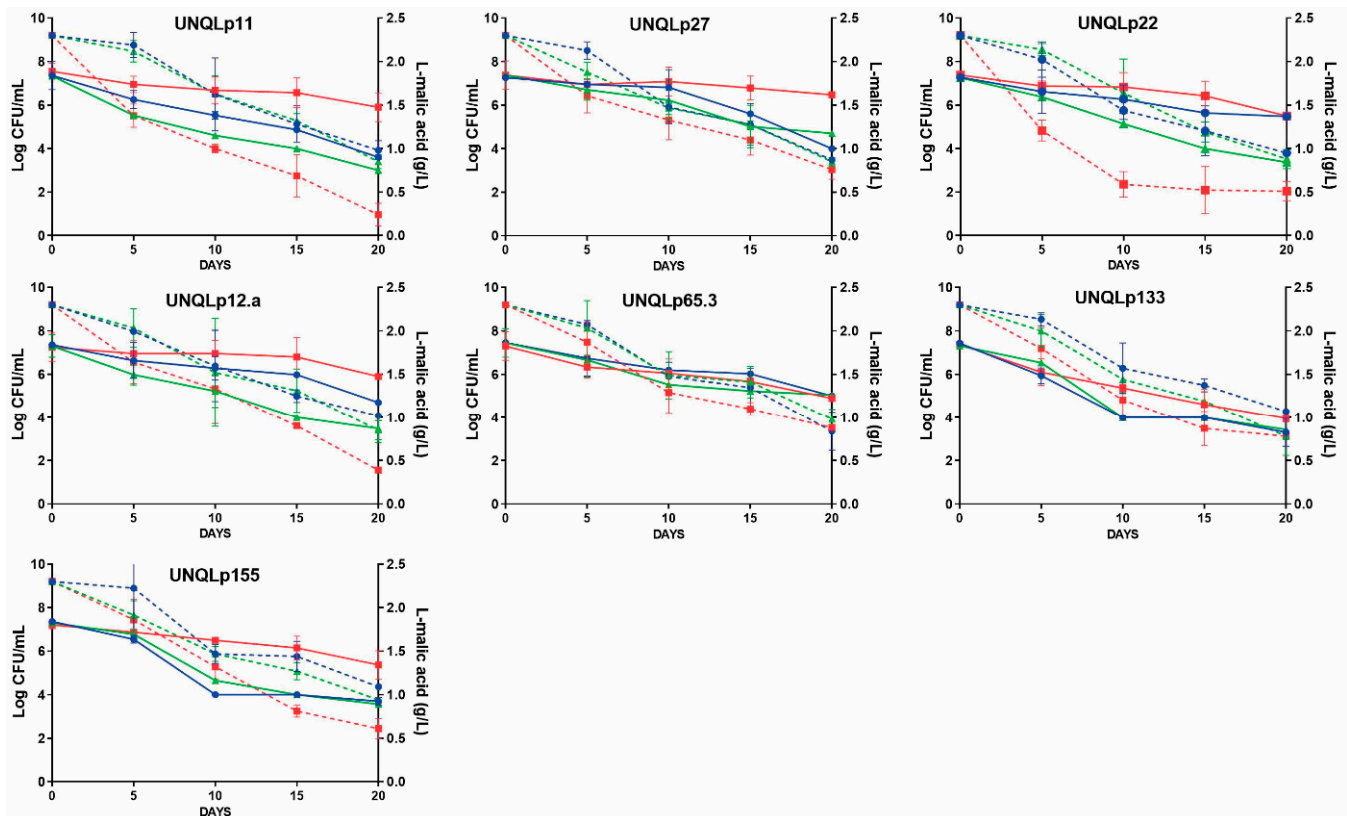 UNQLp11
Log CFU/mL
10
8
6
4
2
0
2.5
2.0
1.5
1.0
0.5
0.0
L-malic acid (g/L)
0 5 10 15 20
DAYS
UNQLp27
Log CFU/mL
10
8
6
4
2
0
2.5
2.0
1.5
1.0
0.5
0.0
L-malic acid (g/L)
0 5 10 15 20
DAYS
UNQLp22
Log CFU/mL
10
8
6
4
2
0
2.5
2.0
1.5
1.0
0.5
0.0
L-malic acid (g/L)
0 5 10 15 20
DAYS
UNQLp12.a
Log CFU/mL
10
8
6
4
2
0
2.5
2.0
1.5
1.0
0.5
0.0
L-malic acid (g/L)
0 5 10 15 20
DAYS
UNQLp65.3
Log CFU/mL
10
8
6
4
2
0
2.5
2.0
1.5
1.0
0.5
0.0
L-malic acid (g/L)
0 5 10 15 20
DAYS
UNQLp133
Log CFU/mL
10
8
6
4
2
0
2.5
2.0
1.5
1.0
0.5
0.0
L-malic acid (g/L)
0 5 10 15 20
DAYS
UNQLp155
Log CFU/mL
10
8
6
4
2
0
2.5
2.0
1.5
1.0
0.5
0.0
L-malic acid (g/L)
0 5 10 15 20
DAYS